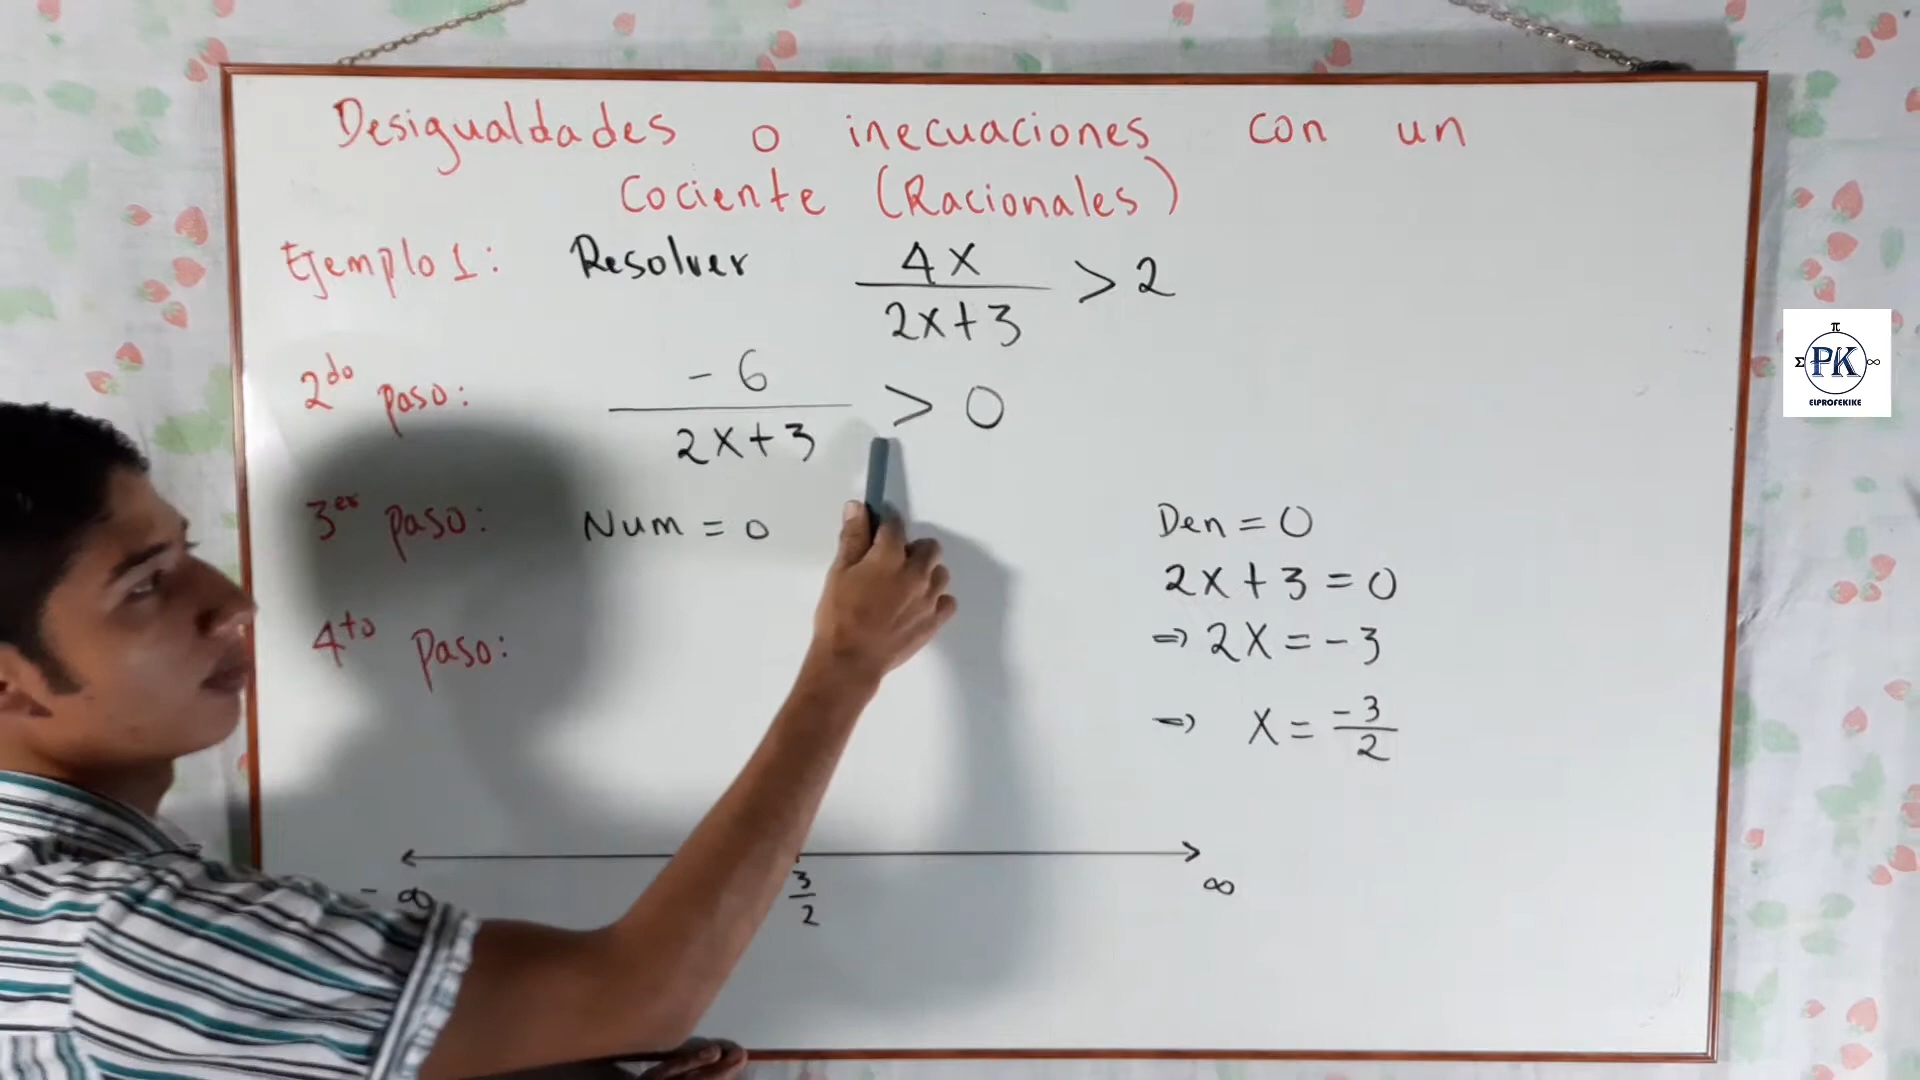 Desigualdades o inecuaciones con un
Cociente (Racionales)
Ejemplo 1: Resolver 4x / 2x+3 > 2
2do paso: -6 / 2x+3 > 0
3er paso: Num = 0
Den = 0
2x + 3 = 0
⇒ 2x = -3
⇒ x = -3/2
4to paso:
-∞ 3/2 ∞
π
Σ PK ∞
ELPROFEKIKE